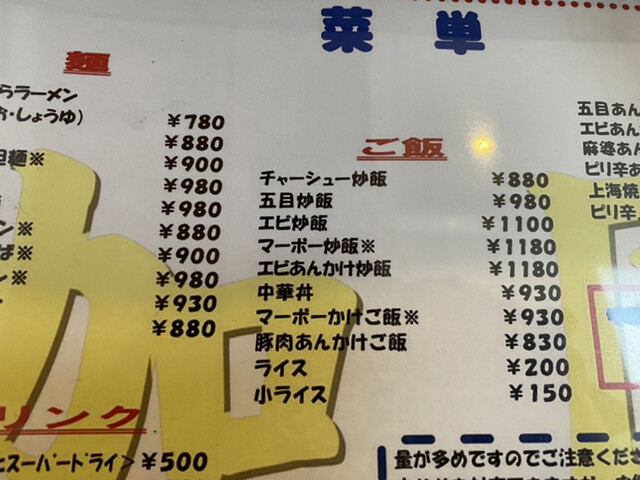 菜単
麺
らラーメン
お・しょうゆ) ￥780
￥880
担麺※ ￥900
￥980
￥980
ン※ ￥880
ば※ ￥900
ン※ ￥980
￥930
￥880
ご飯
チャーシュー炒飯 ￥880
五目炒飯 ￥980
エビ炒飯 ￥1100
マーボー炒飯※ ￥1180
エビあんかけ炒飯 ￥1180
中華丼 ￥930
マーボーかけご飯※ ￥930
豚肉あんかけご飯 ￥830
ライス ￥200
小ライス ￥150
五目あん
エビあん
麻婆あん
ピリ辛あ
上海焼
ピリ辛
リンク
スーパードライ＞ ￥500
量が多めですのでご注意くださ